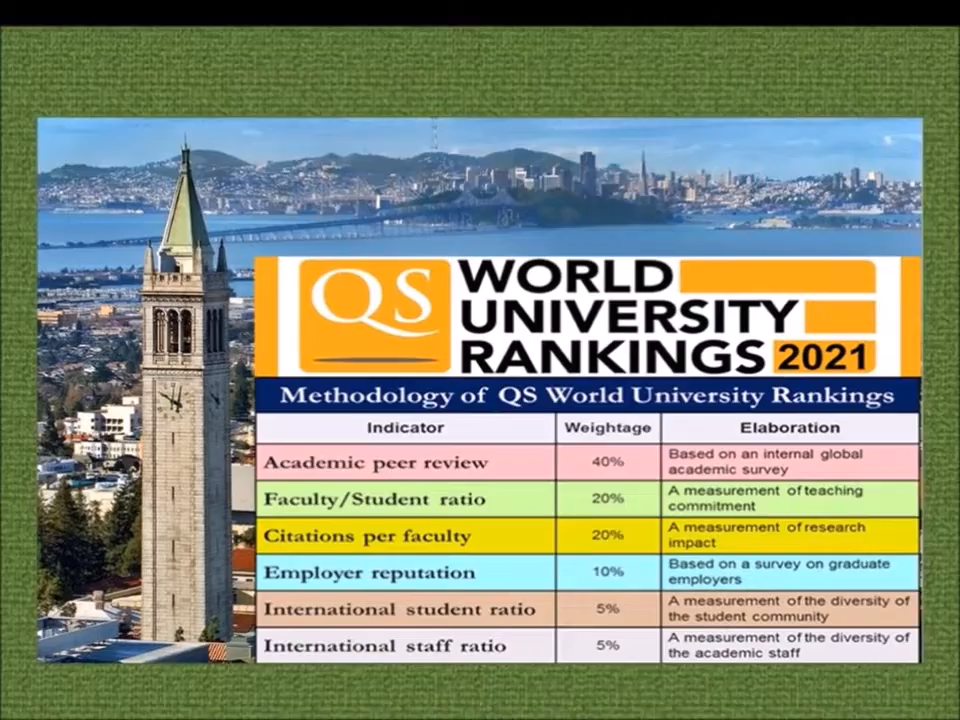 QS WORLD
UNIVERSITY
RANKINGS 2021
Methodology of QS World University Rankings
Indicator Weightage Elaboration
Academic peer review 40% Based on an internal global
academic survey
Faculty/Student ratio 20% A measurement of teaching
commitment
Citations per faculty 20% A measurement of research
impact
Employer reputation 10% Based on a survey on graduate
employers
International student ratio 5% A measurement of the diversity of
the student community
International staff ratio 5% A measurement of the diversity of
the academic staff